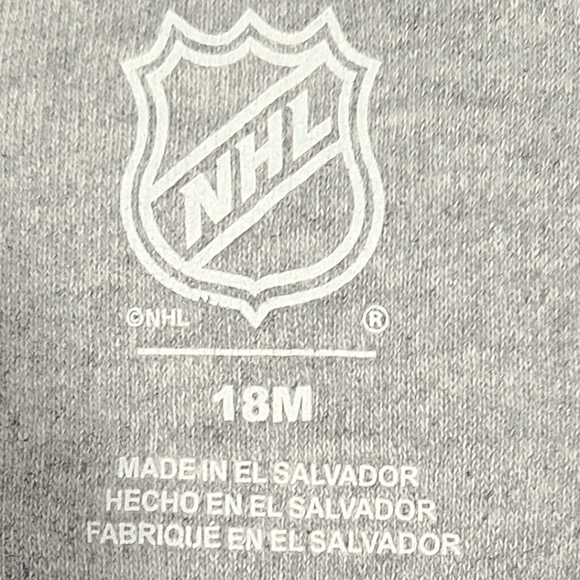 NHL
©NHL ®
18M
MADE IN EL SALVADOR
HECHO EN EL SALVADOR
FABRIQUÉ EN EL SALVADOR